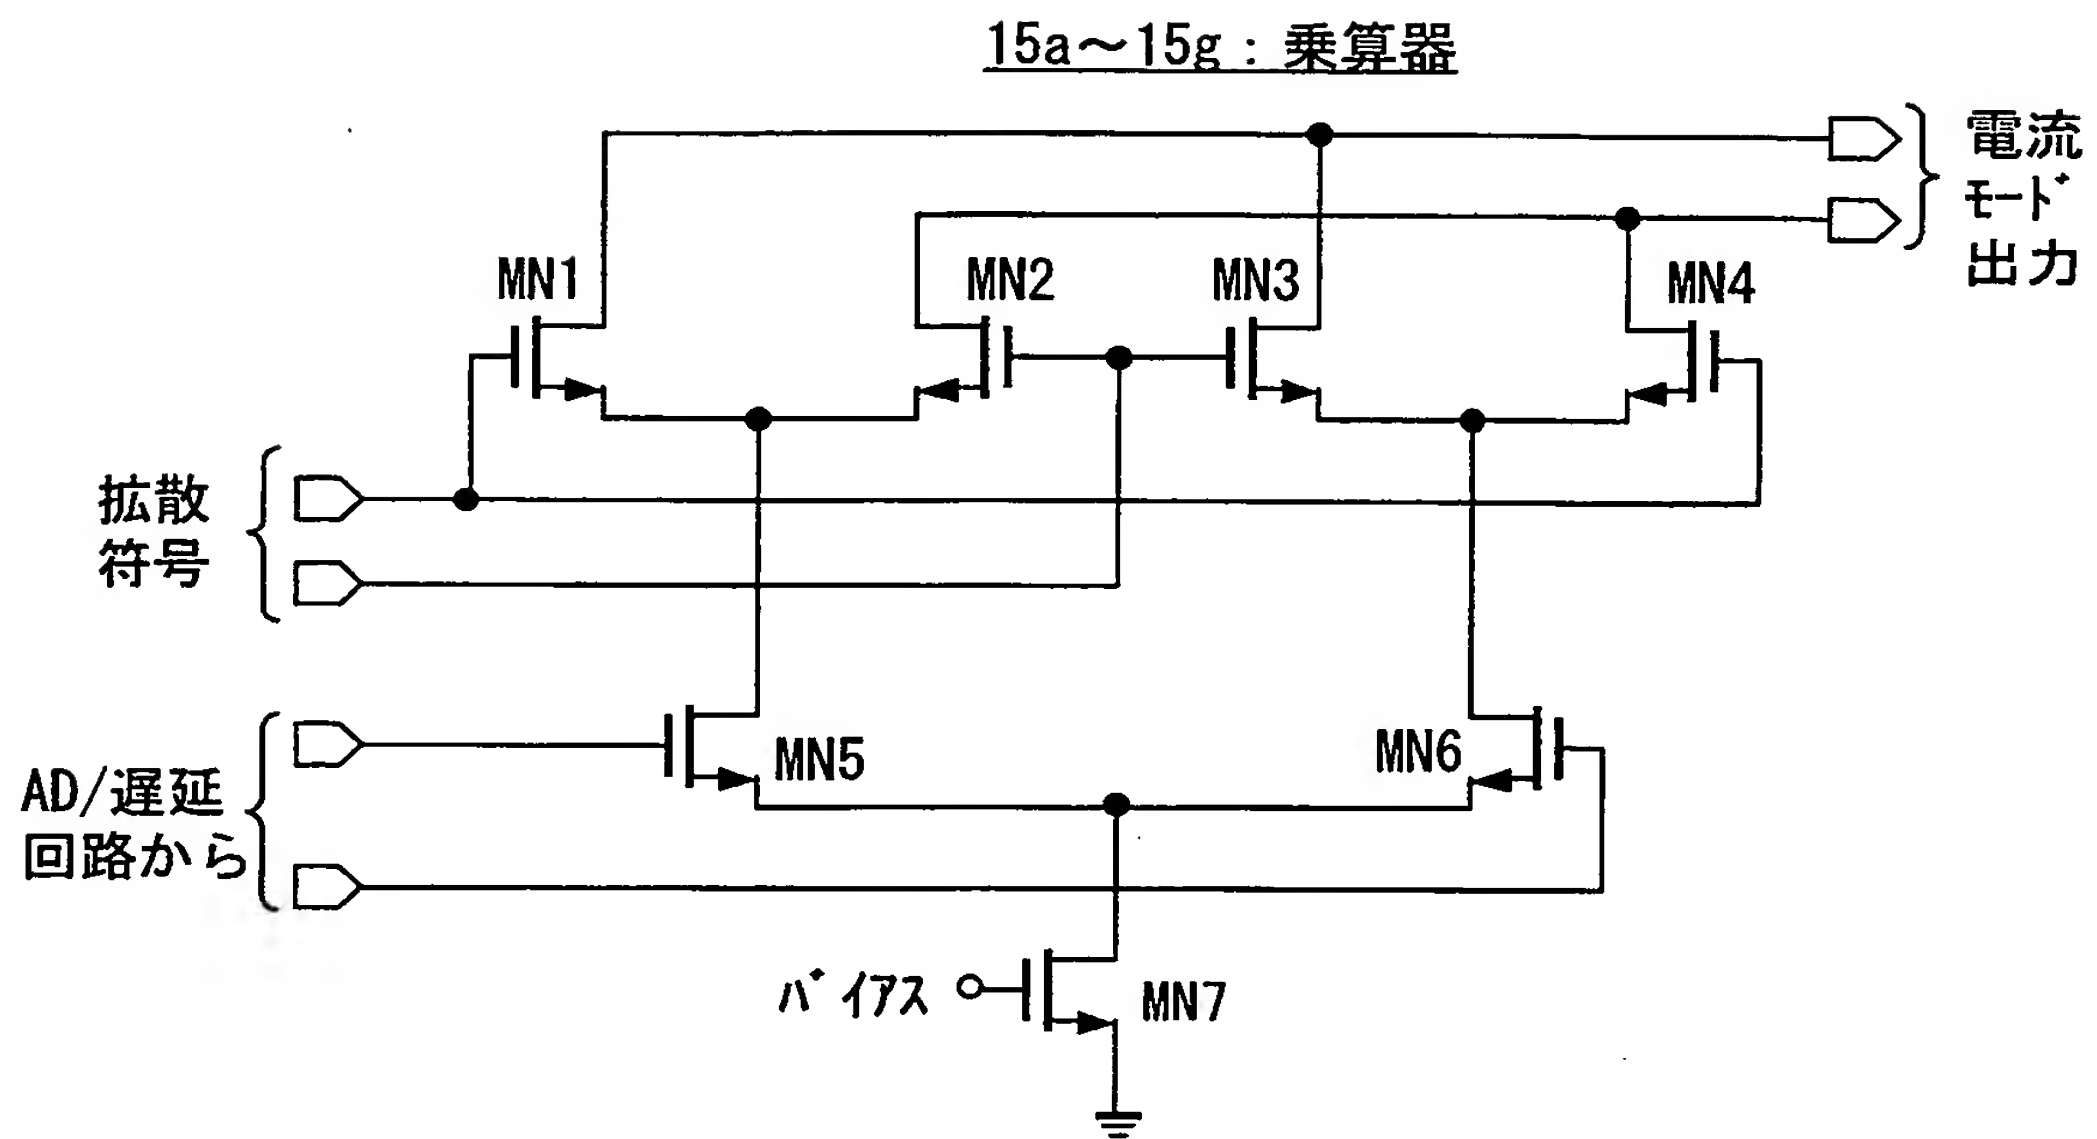 15a～15g：乗算器
電流
ﾓｰﾄﾞ
出力
MN1
MN2
MN3
MN4
拡散
符号
MN5
MN6
AD/遅延
回路から
ﾊﾞｲｱｽ
MN7